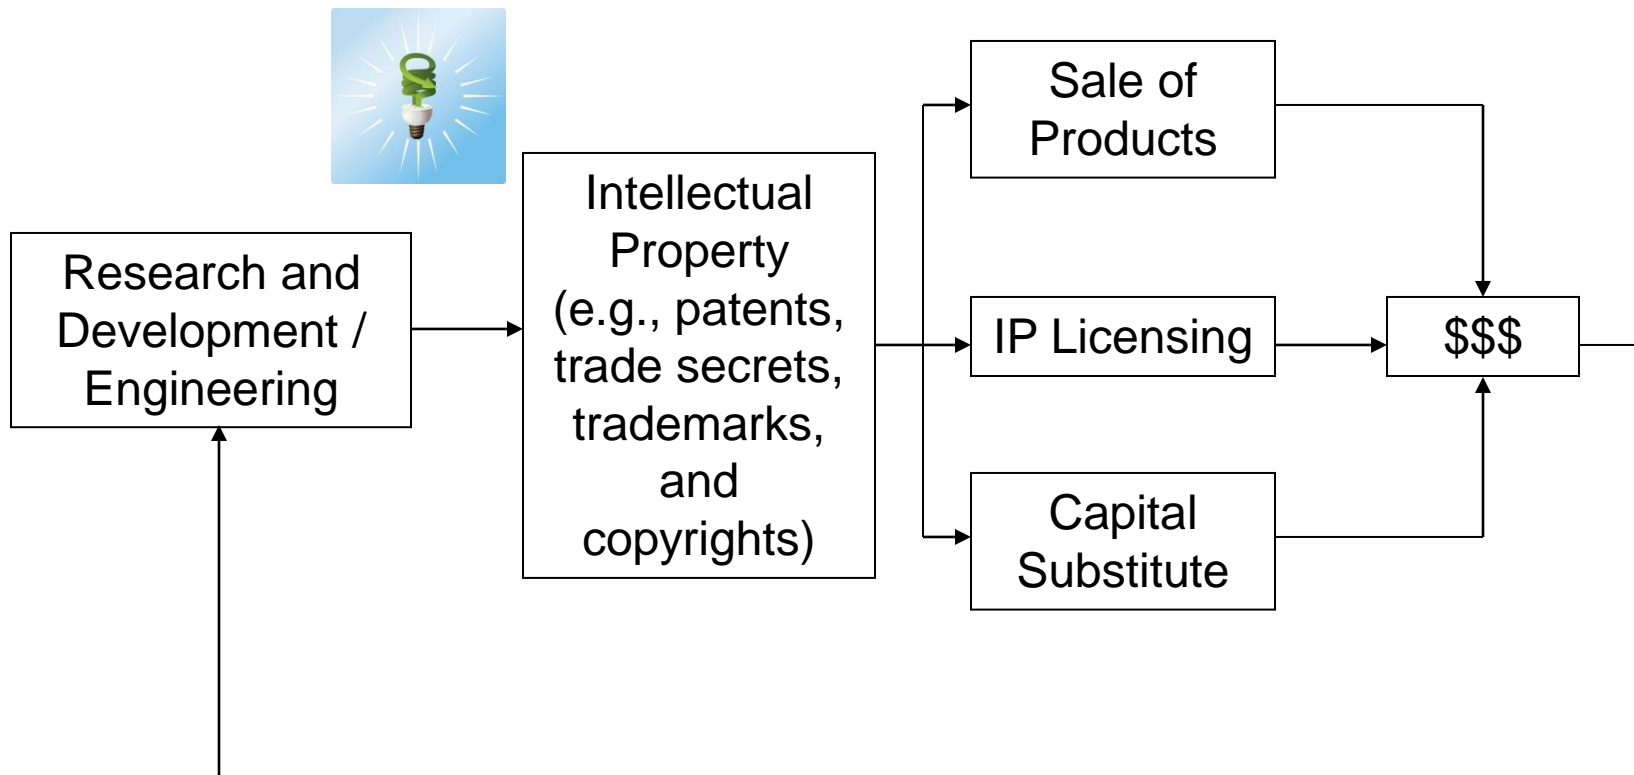 Research and
Development /
Engineering
Intellectual
Property
(e.g., patents,
trade secrets,
trademarks,
and
copyrights)
Sale of
Products
IP Licensing
Capital
Substitute
$$$